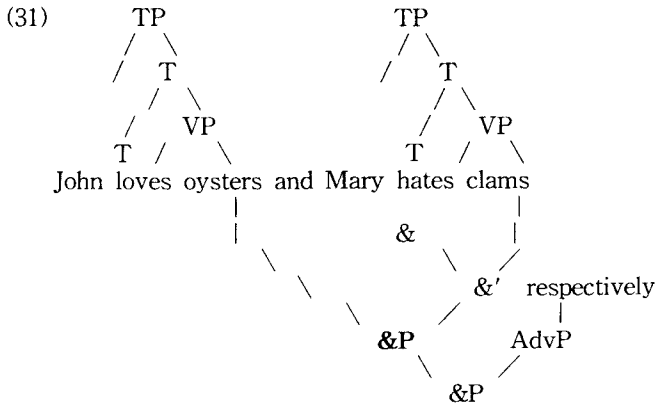 (31) TP TP
T T
VP VP
T T
John loves oysters and Mary hates clams
&
&' respectively
&P AdvP
&P